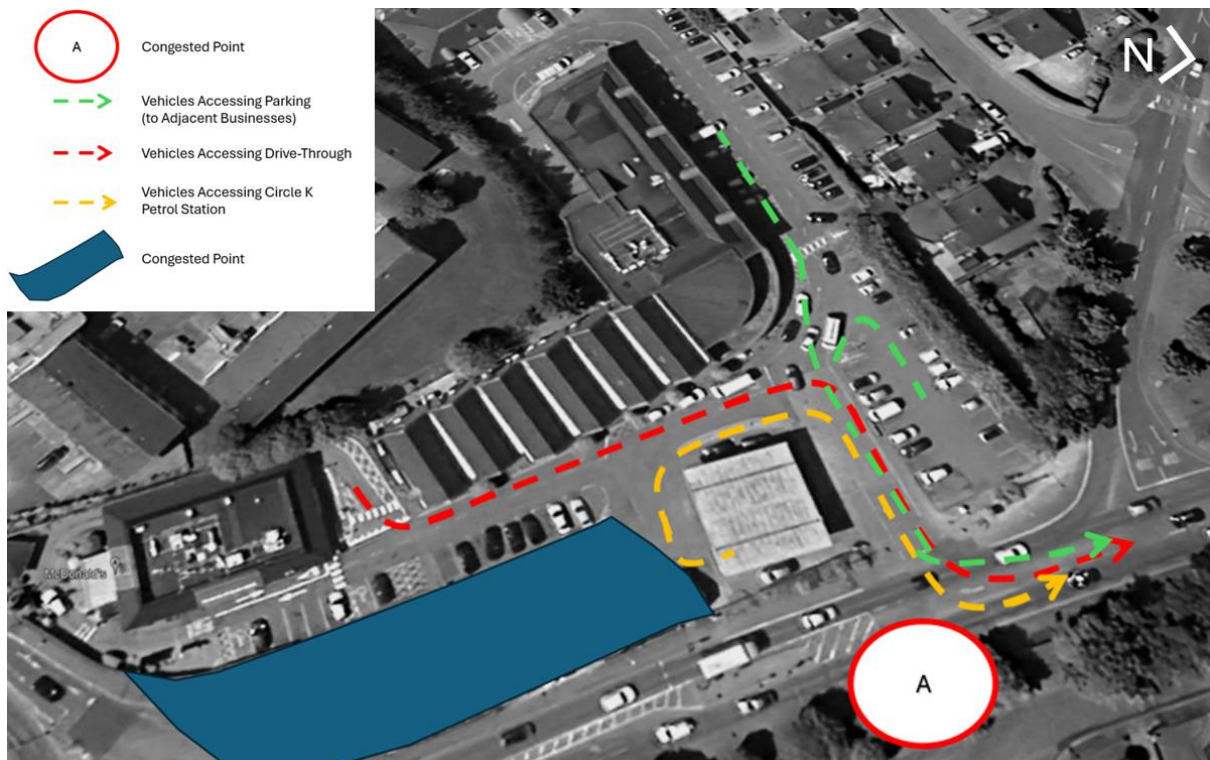 A
Congested Point
Vehicles Accessing Parking
(to Adjacent Businesses)
Vehicles Accessing Drive-Through
Vehicles Accessing Circle K
Petrol Station
Congested Point
N
McDonald's
A